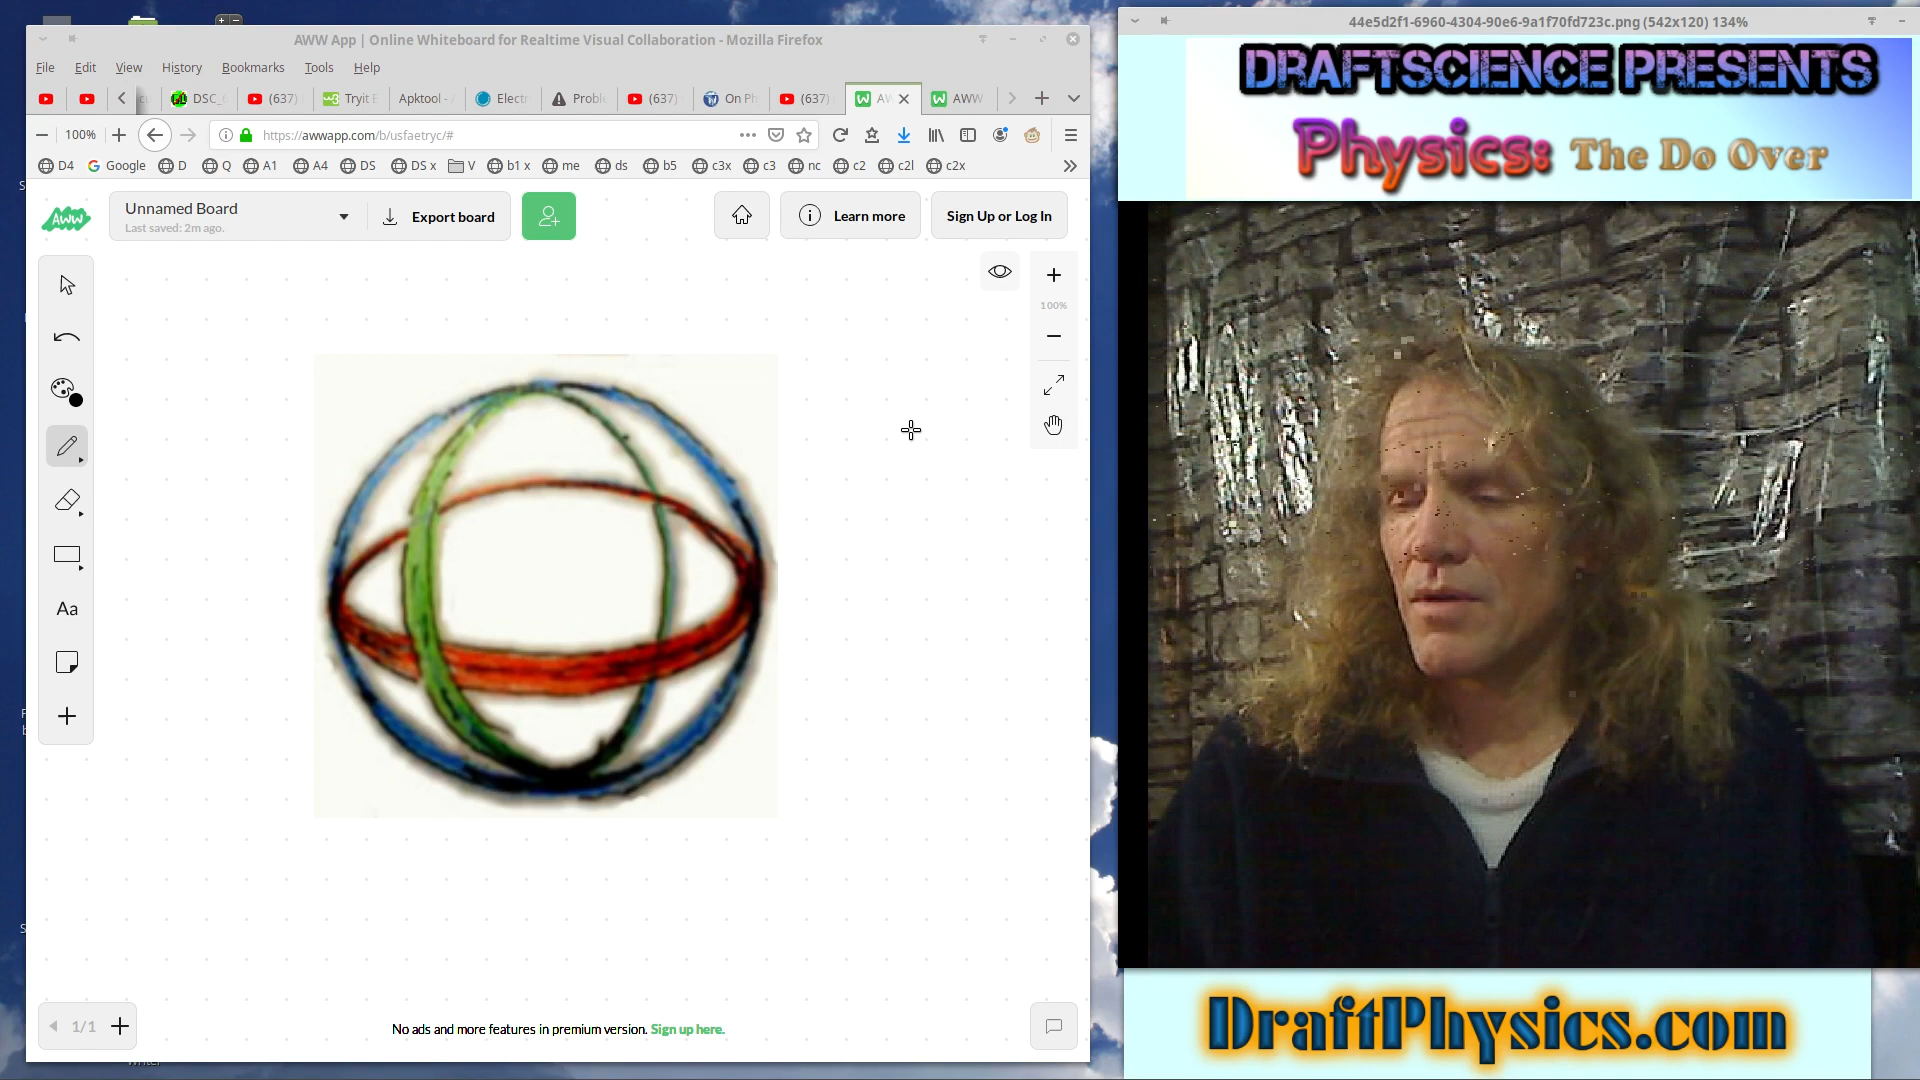 AWW App | Online Whiteboard for Realtime Visual Collaboration - Mozilla Firefox
File Edit View History Bookmarks Tools Help
DSC_ (637) Tryit E Apktool - Electr Proble (637) On Ph (637) AW AWW
100% https://awwapp.com/b/usfaetryc/#
D4 Google D Q A1 A4 DS DS x V b1 x me ds b5 c3x c3 nc c2 c2l c2x
AWW Unnamed Board Export board Learn more Sign Up or Log In
Last saved: 2m ago.
100%
Aa
1/1
No ads and more features in premium version. Sign up here.
44e5d2f1-6960-4304-90e6-9a1f70fd723c.png (542x120) 134%
DRAFTSCIENCE PRESENTS
Physics: The Do Over
DraftPhysics.com